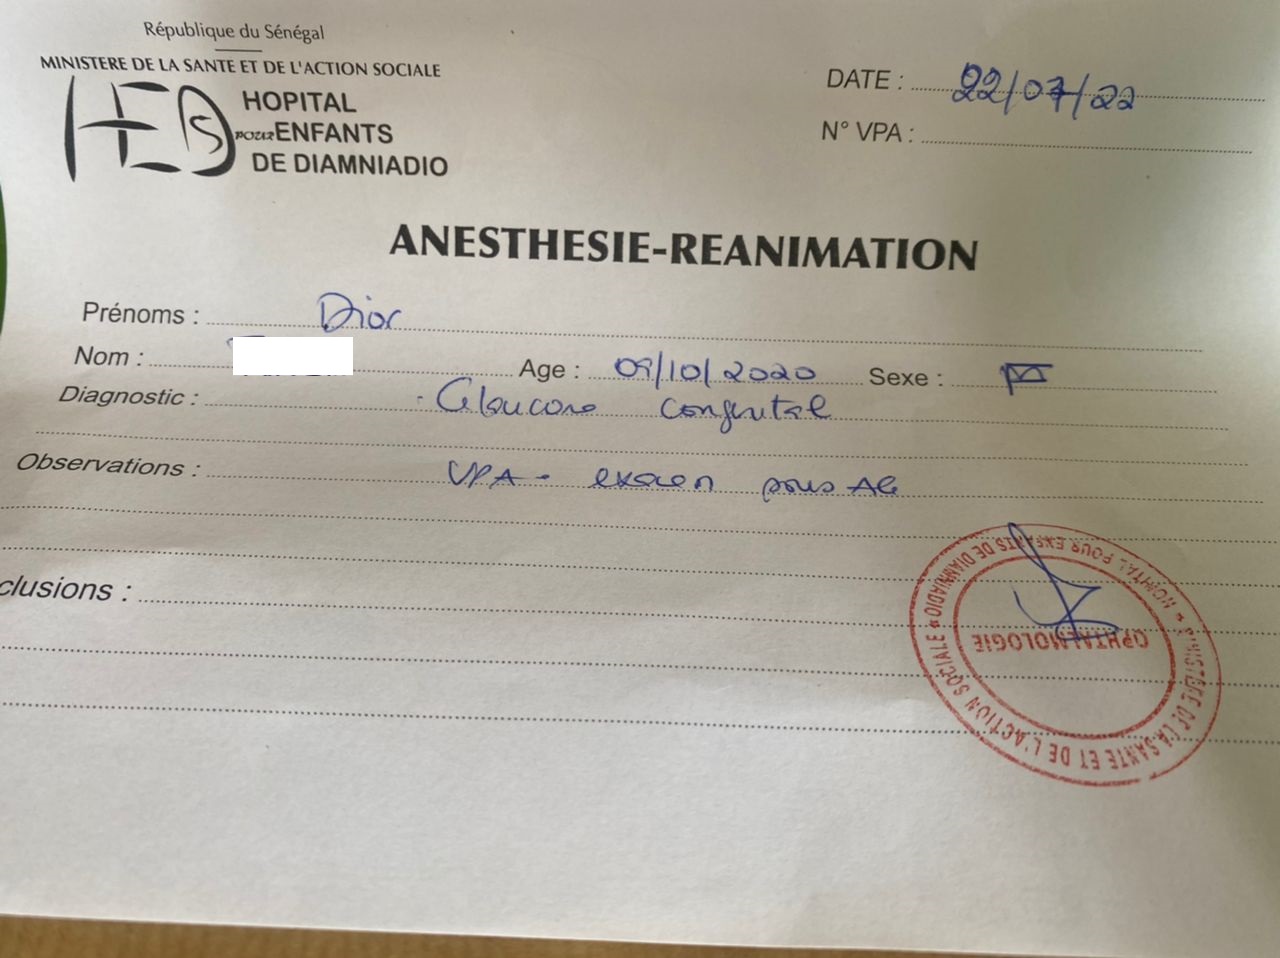 République du Sénégal
MINISTERE DE LA SANTE ET DE L'ACTION SOCIALE
HED
HOPITAL
pour ENFANTS
DE DIAMNIADIO
DATE : 22/07/22
N° VPA :
ANESTHESIE-REANIMATION
Prénoms : Dior
Nom :
Age : 09/10/2020 Sexe :
Diagnostic : Glaucome congénital
Observations : VPA - examen sous AG
clusions :
MINISTERE DE LA SANTE ET DE L'ACTION SOCIALE * HOPITAL POUR ENFANTS DE DIAMNIADIO *
OPHTALMOLOGIE